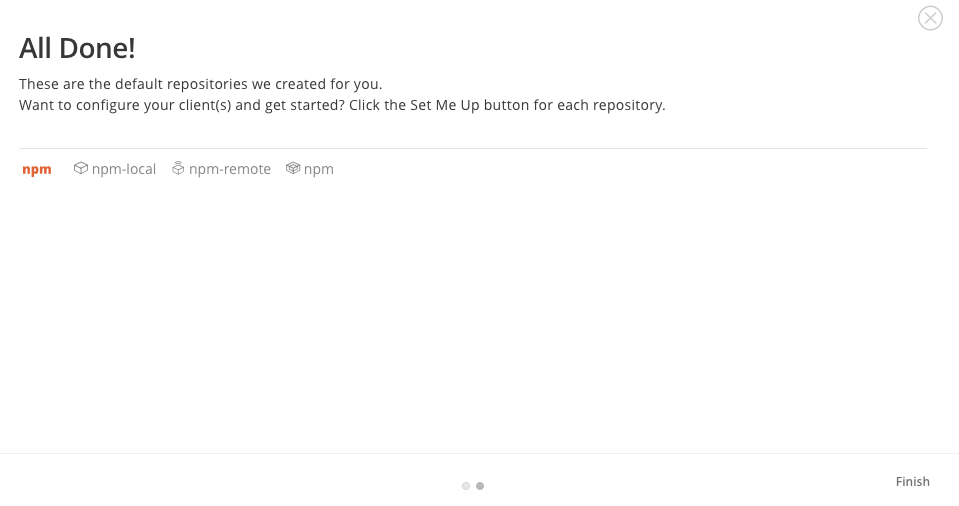 All Done!
These are the default repositories we created for you.
Want to configure your client(s) and get started? Click the Set Me Up button for each repository.
npm npm-local npm-remote npm
Finish